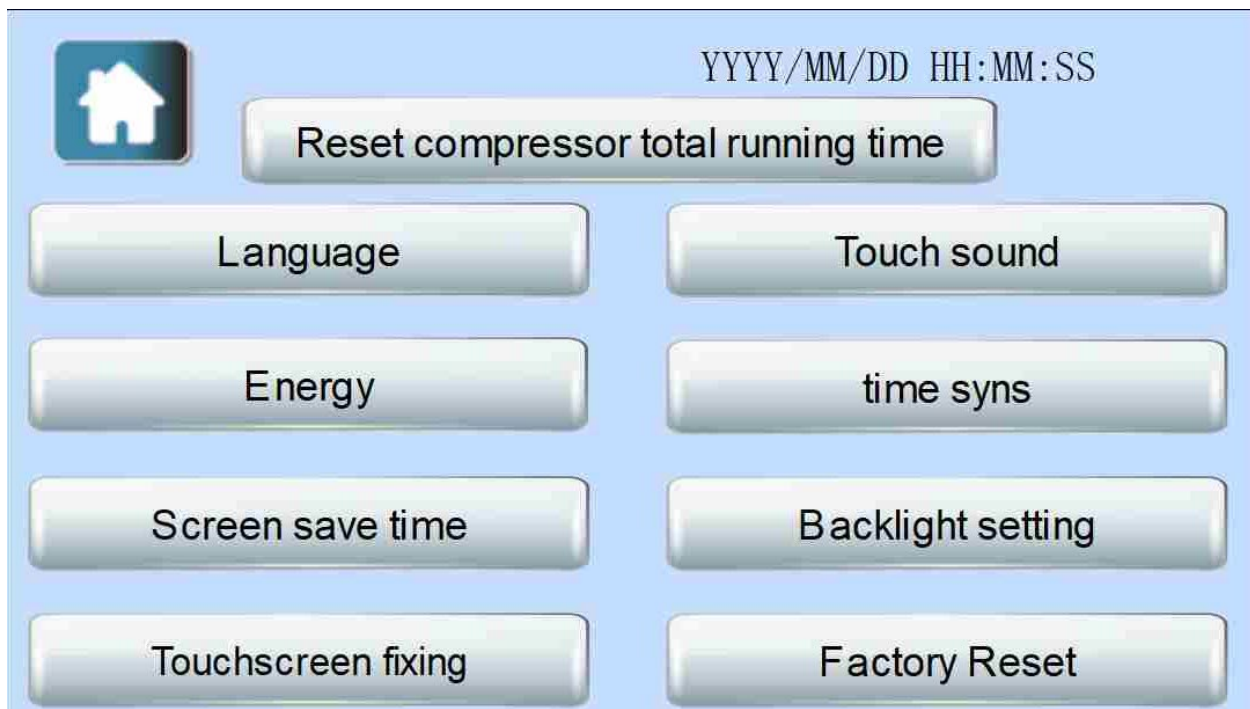 YYYY/MM/DD HH:MM:SS
Reset compressor total running time
Language
Touch sound
Energy
time syns
Screen save time
Backlight setting
Touchscreen fixing
Factory Reset